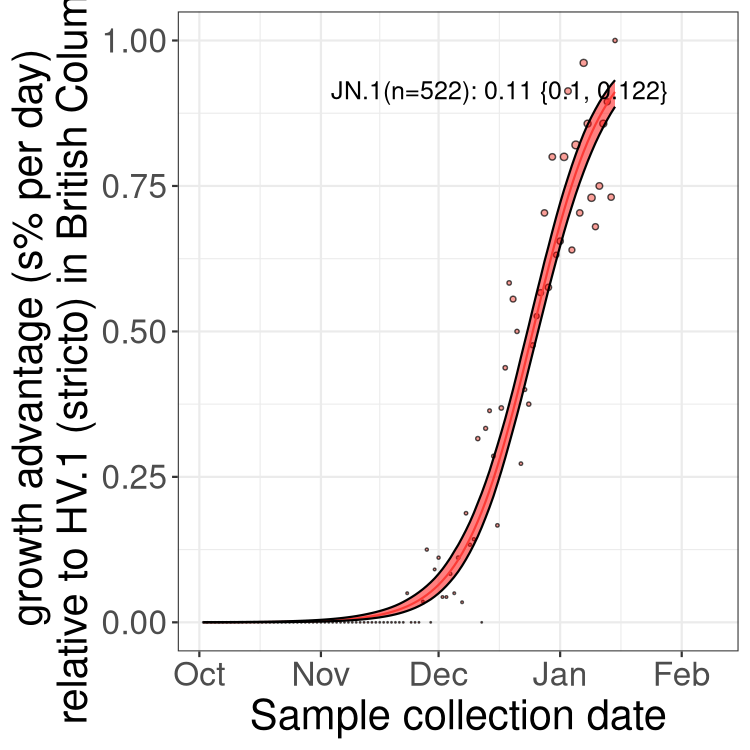 growth advantage (s% per day)
relative to HV.1 (stricto) in British Colum
1.00
0.75
0.50
0.25
0.00
JN.1(n=522): 0.11 {0.1, 0.122}
Oct Nov Dec Jan Feb
Sample collection date